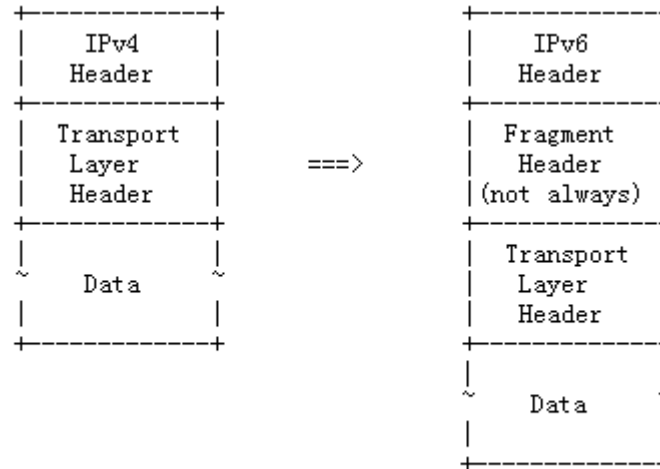 IPv4
Header
Transport
Layer
Header
Data
===>
IPv6
Header
Fragment
Header
(not always)
Transport
Layer
Header
Data